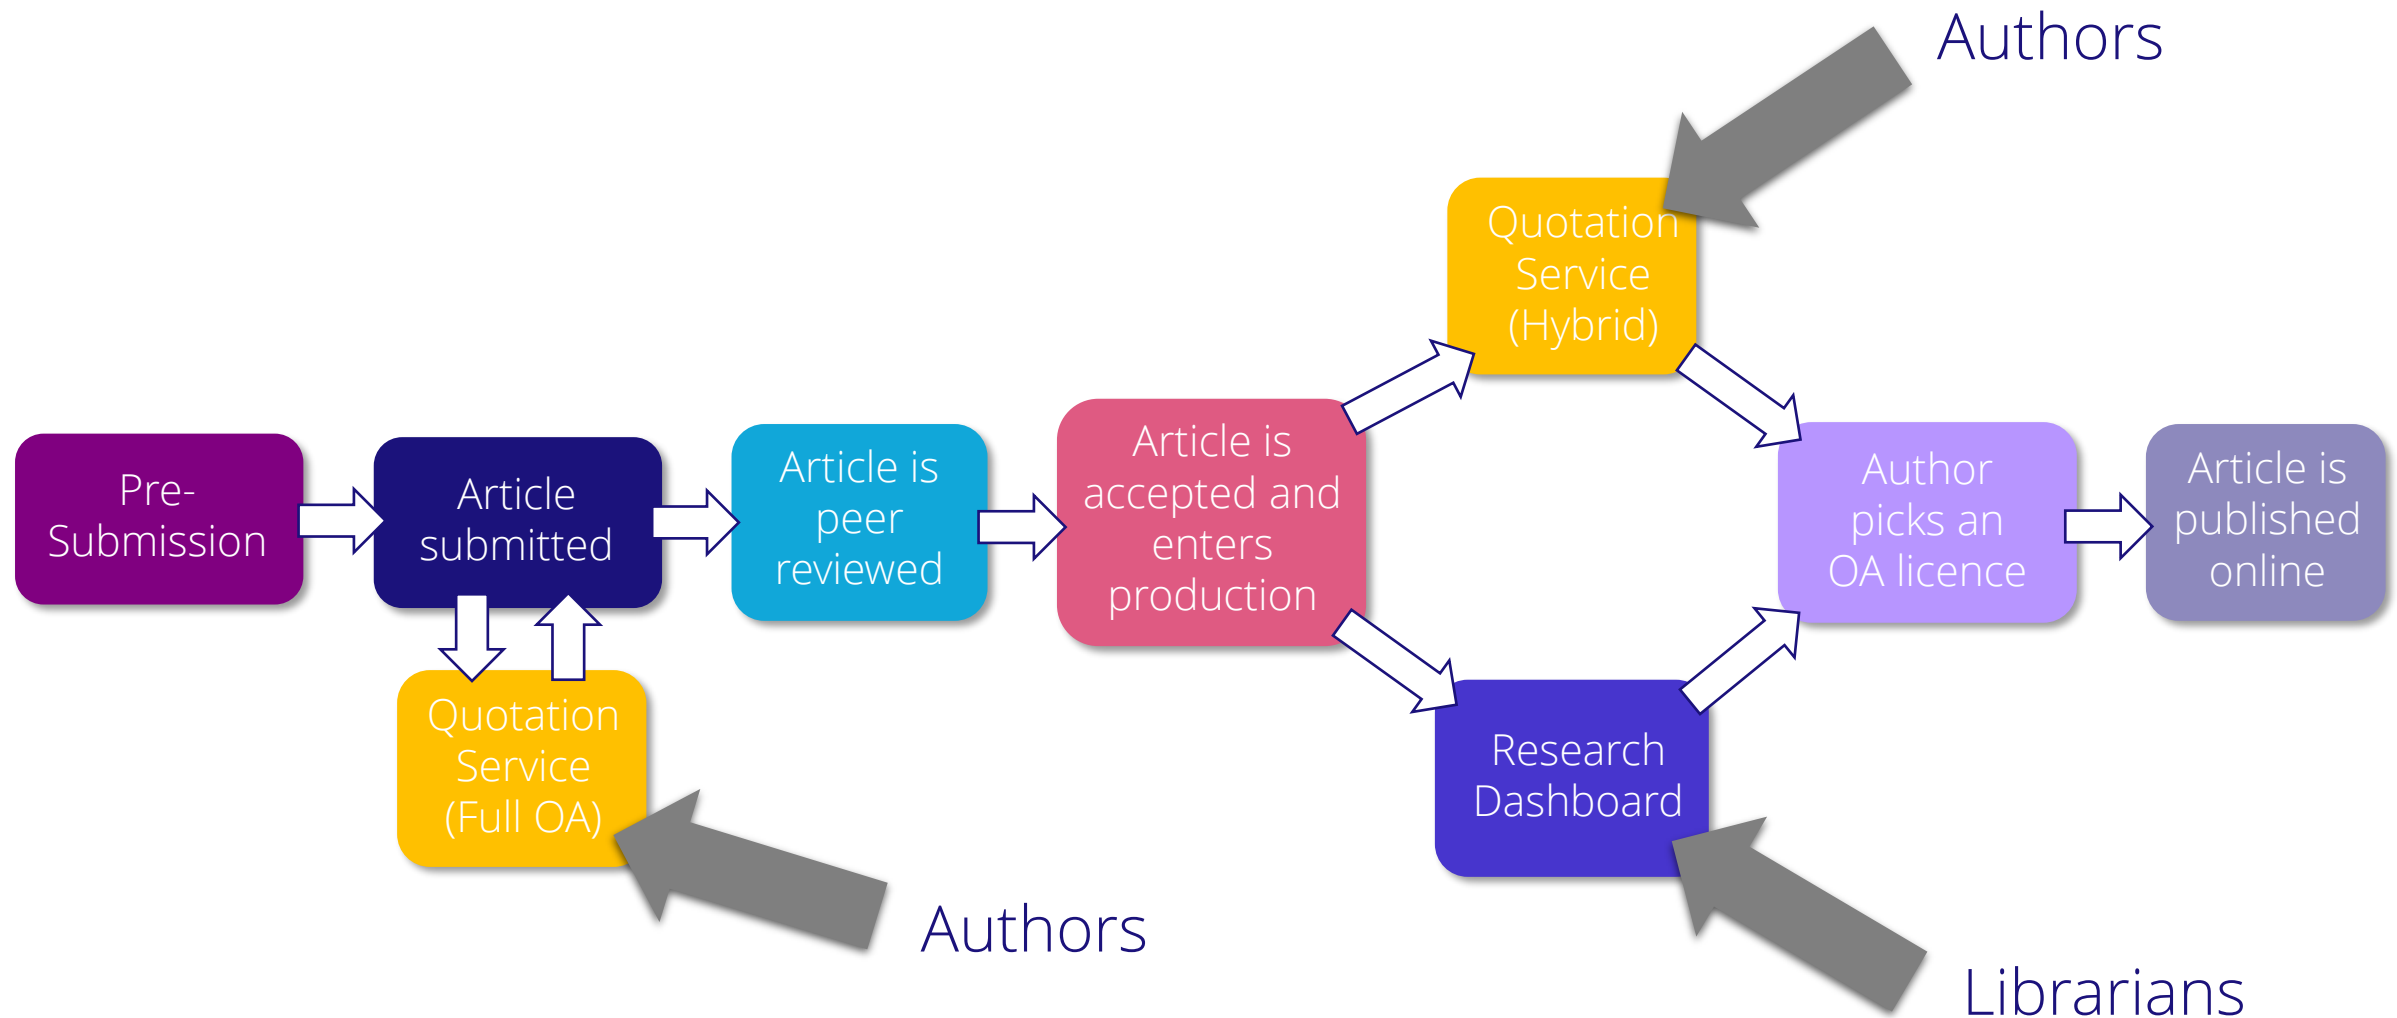 Authors
Quotation
Service
(Hybrid)
Pre-
Submission
Article
submitted
Article is
peer
reviewed
Article is
accepted and
enters
production
Author
picks an
OA licence
Article is
published
online
Quotation
Service
(Full OA)
Research
Dashboard
Authors
Librarians